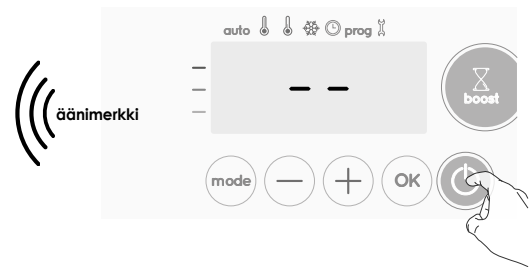 auto prog
– –
boost
äänimerkki
mode − + OK